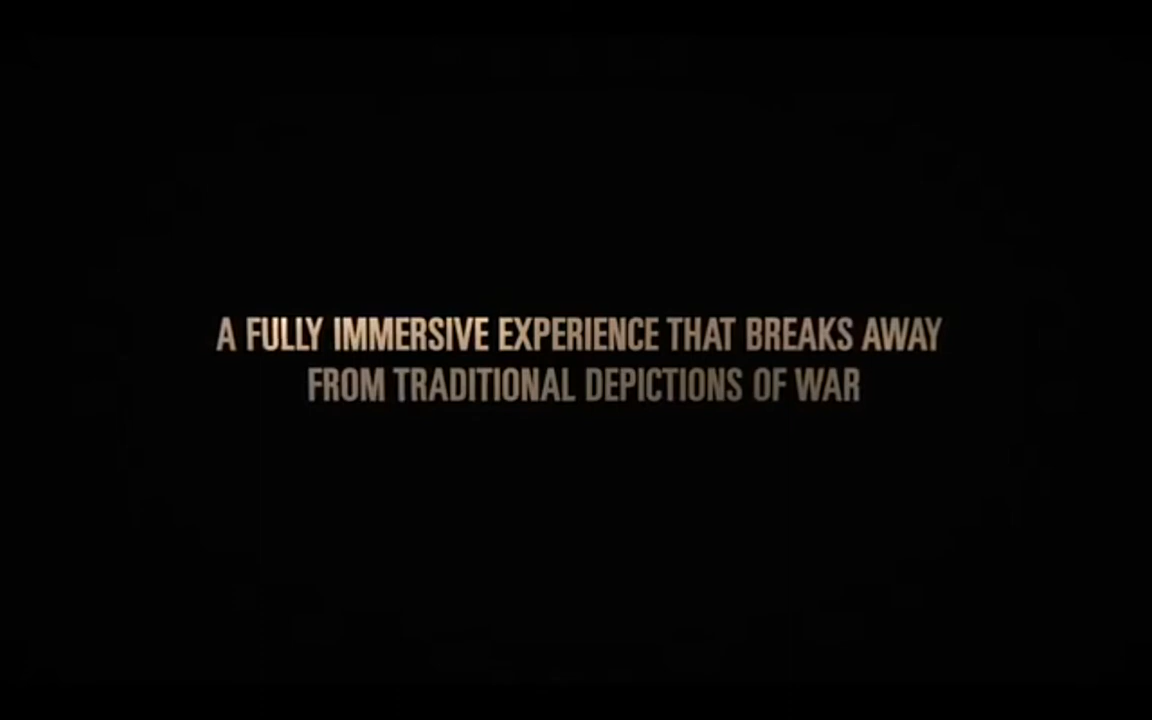 A FULLY IMMERSIVE EXPERIENCE THAT BREAKS AWAY
FROM TRADITIONAL DEPICTIONS OF WAR